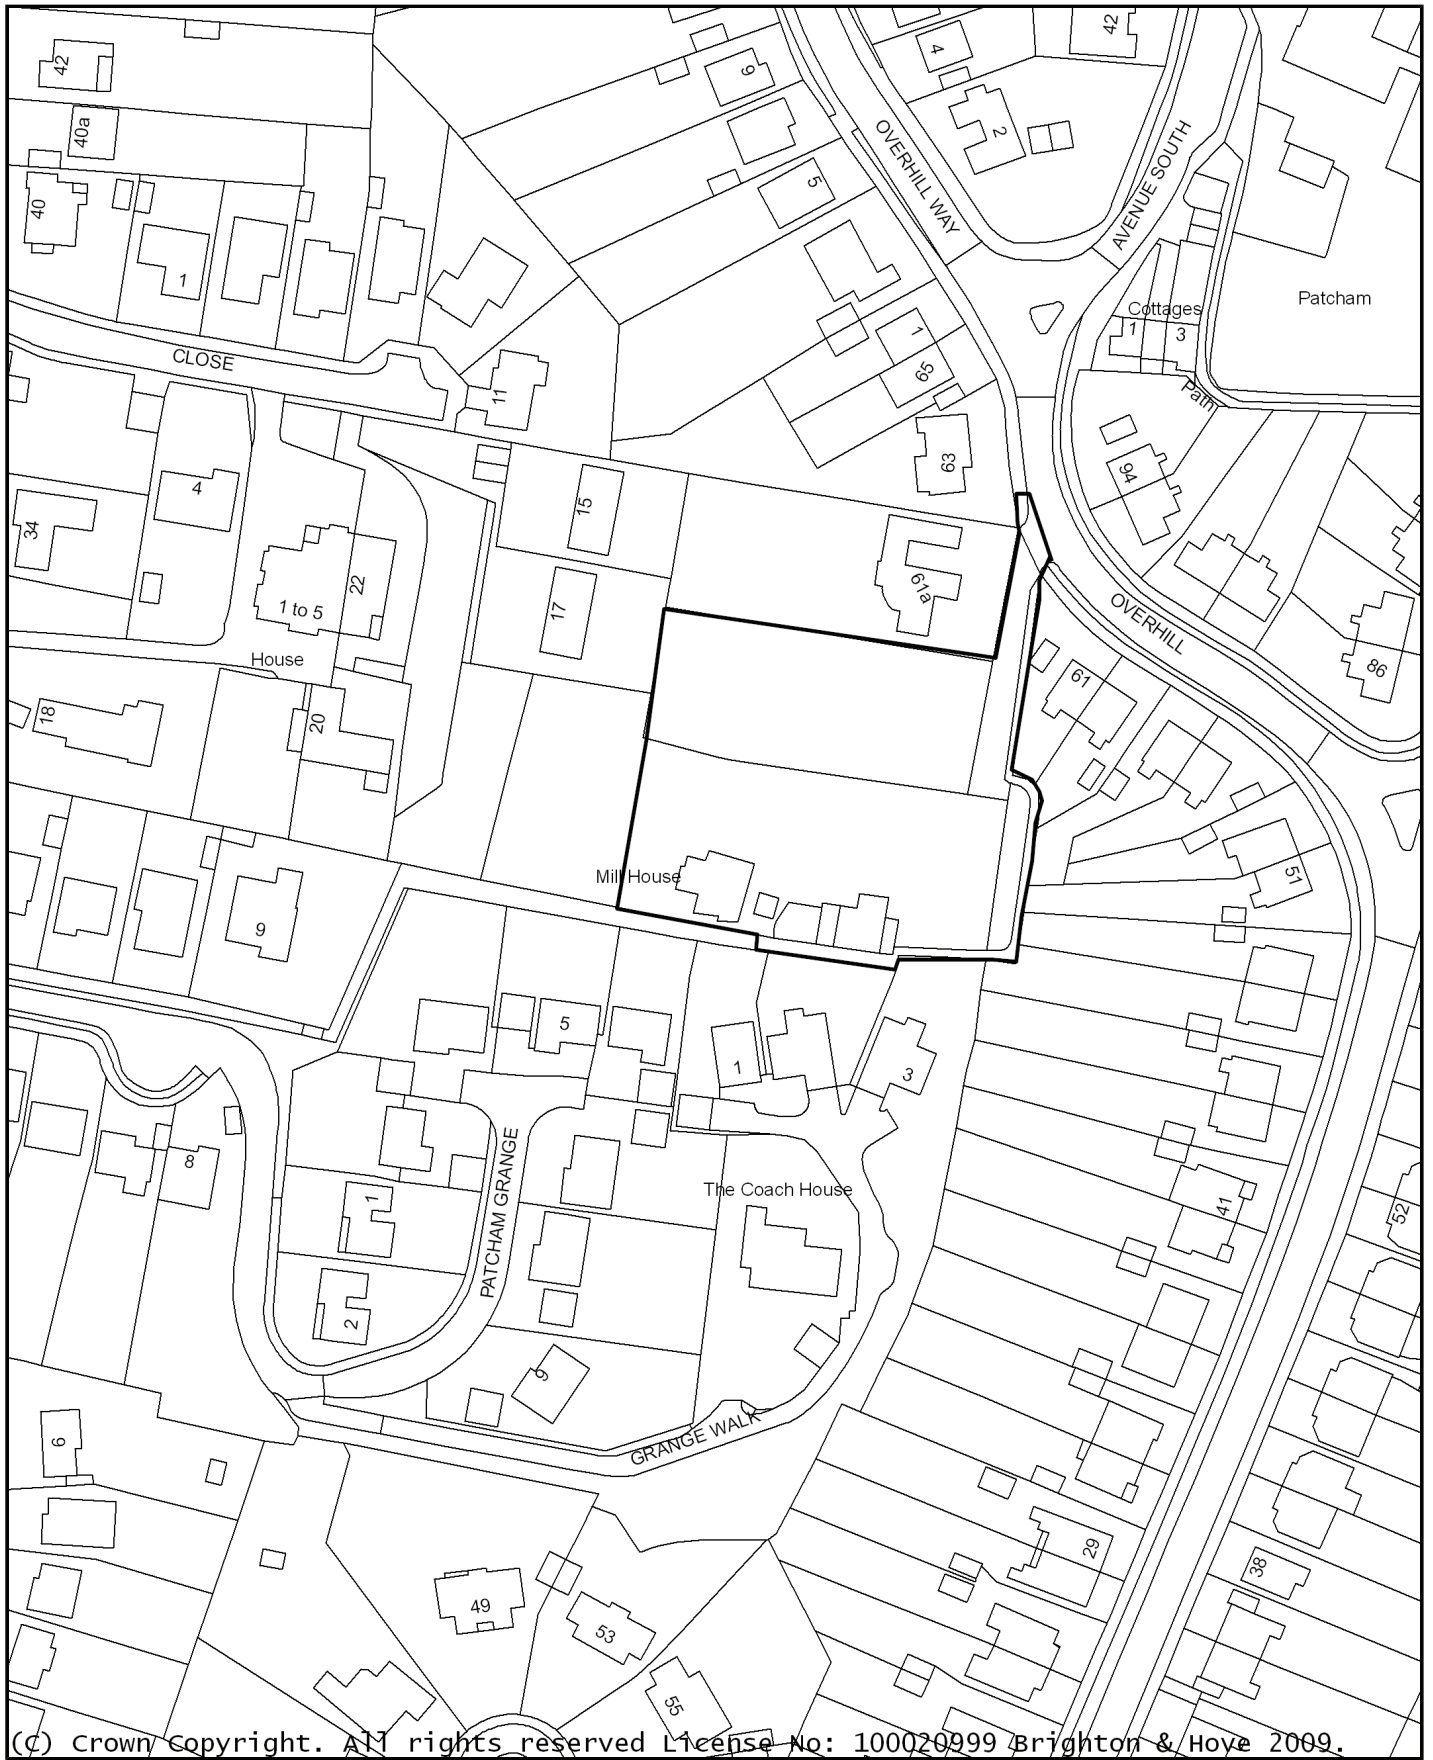 42
4
42
9
40a
2
OVERHILL WAY
AVENUE SOUTH
5
40
1
Cottages
Patcham
1
1
3
CLOSE
65
11
Path
63
94
4
15
34
61a
22
1 to 5
17
OVERHILL
House
86
61
18
20
Mill House
51
9
5
1
3
8
PATCHAM GRANGE
The Coach House
1
41
52
2
9
GRANGE WALK
6
29
38
49
53
55
(c) Crown Copyright. All rights reserved License No: 100020999 Brighton & Hove 2009.